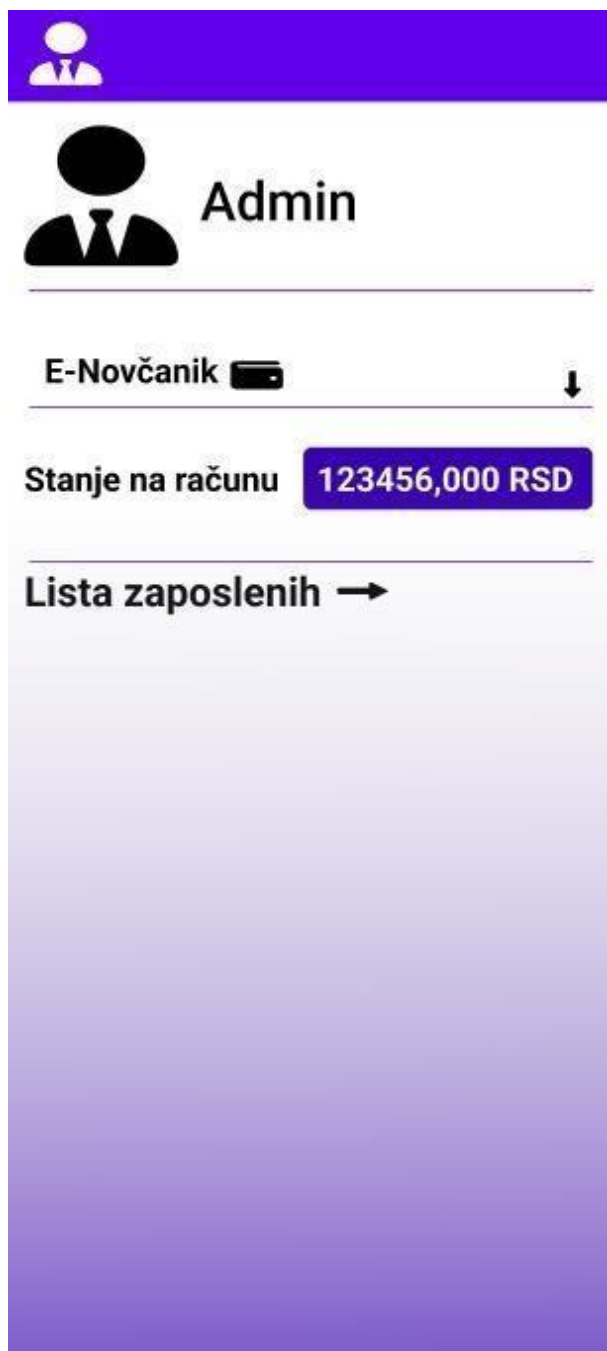 Admin
E-Novčanik
Stanje na računu 123456,000 RSD
Lista zaposlenih →